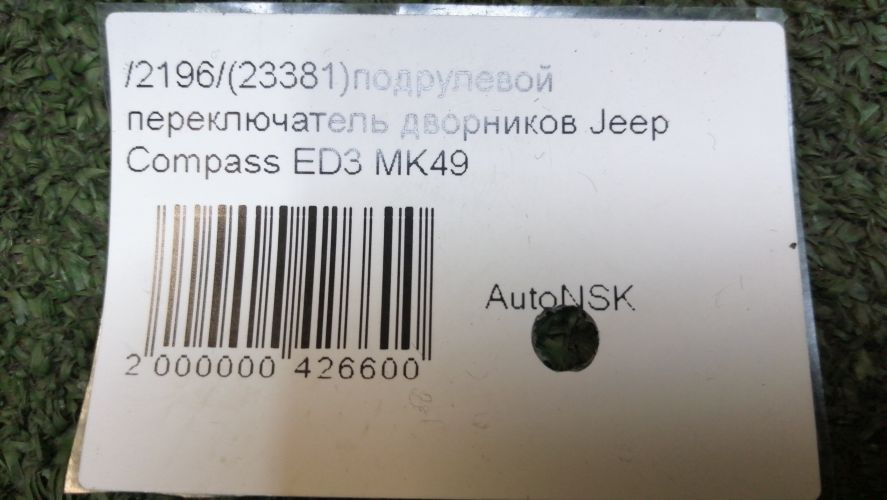 /2196/(23381)подрулевой
переключатель дворников Jeep
Compass ED3 MK49
AutoNSK
2 000000 426600